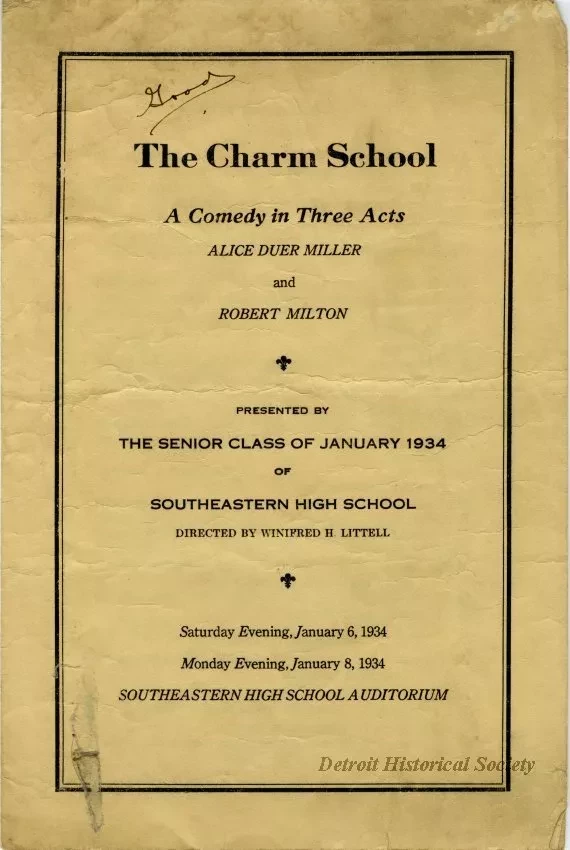 Good
The Charm School
A Comedy in Three Acts
ALICE DUER MILLER
and
ROBERT MILTON
PRESENTED BY
THE SENIOR CLASS OF JANUARY 1934
OF
SOUTHEASTERN HIGH SCHOOL
DIRECTED BY WINIFRED H. LITTELL
Saturday Evening, January 6, 1934
Monday Evening, January 8, 1934
SOUTHEASTERN HIGH SCHOOL AUDITORIUM
Detroit Historical Society